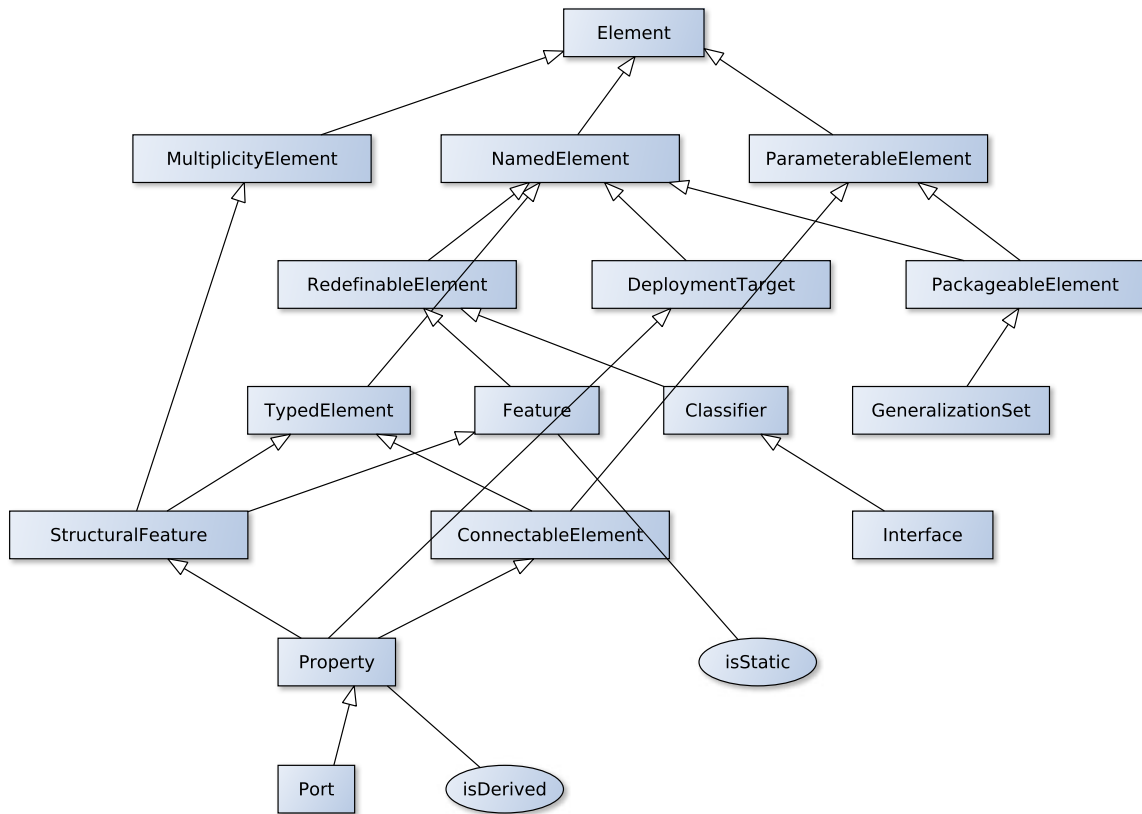 Element
MultiplicityElement
NamedElement
ParameterableElement
RedefinableElement
DeploymentTarget
PackageableElement
TypedElement
Feature
Classifier
GeneralizationSet
StructuralFeature
ConnectableElement
Interface
Property
isStatic
Port
isDerived